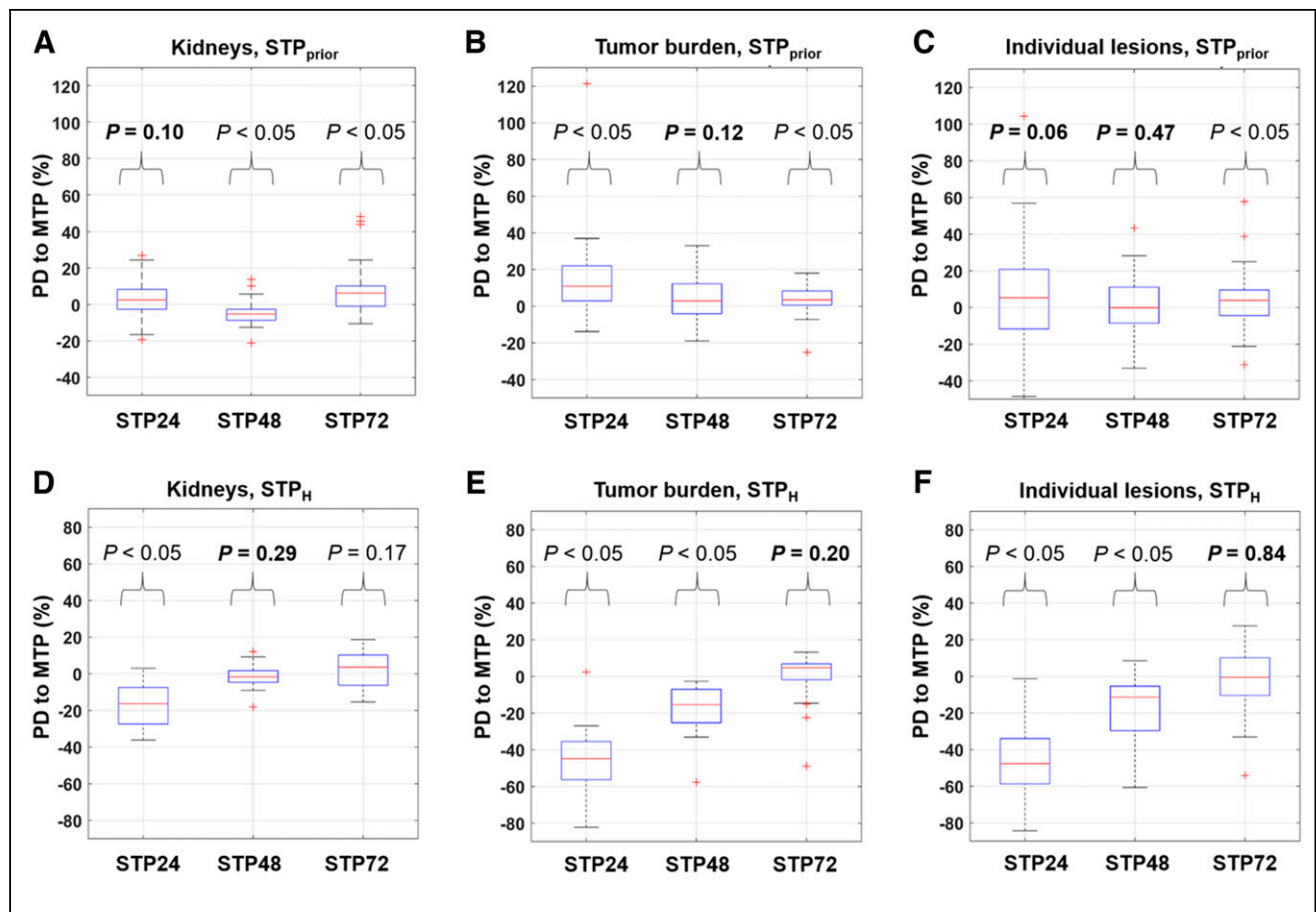 A
Kidneys, STPprior
PD to MTP (%)
120
100
80
60
40
20
0
-20
-40
P = 0.10 P < 0.05 P < 0.05
STP24 STP48 STP72
B
Tumor burden, STPprior
PD to MTP (%)
120
100
80
60
40
20
0
-20
-40
P < 0.05 P = 0.12 P < 0.05
STP24 STP48 STP72
C
Individual lesions, STPprior
PD to MTP (%)
120
100
80
60
40
20
0
-20
-40
P = 0.06 P = 0.47 P < 0.05
STP24 STP48 STP72
D
Kidneys, STPH
PD to MTP (%)
80
60
40
20
0
-20
-40
-60
-80
P < 0.05 P = 0.29 P = 0.17
STP24 STP48 STP72
E
Tumor burden, STPH
PD to MTP (%)
80
60
40
20
0
-20
-40
-60
-80
P < 0.05 P < 0.05 P = 0.20
STP24 STP48 STP72
F
Individual lesions, STPH
PD to MTP (%)
80
60
40
20
0
-20
-40
-60
-80
P < 0.05 P < 0.05 P = 0.84
STP24 STP48 STP72